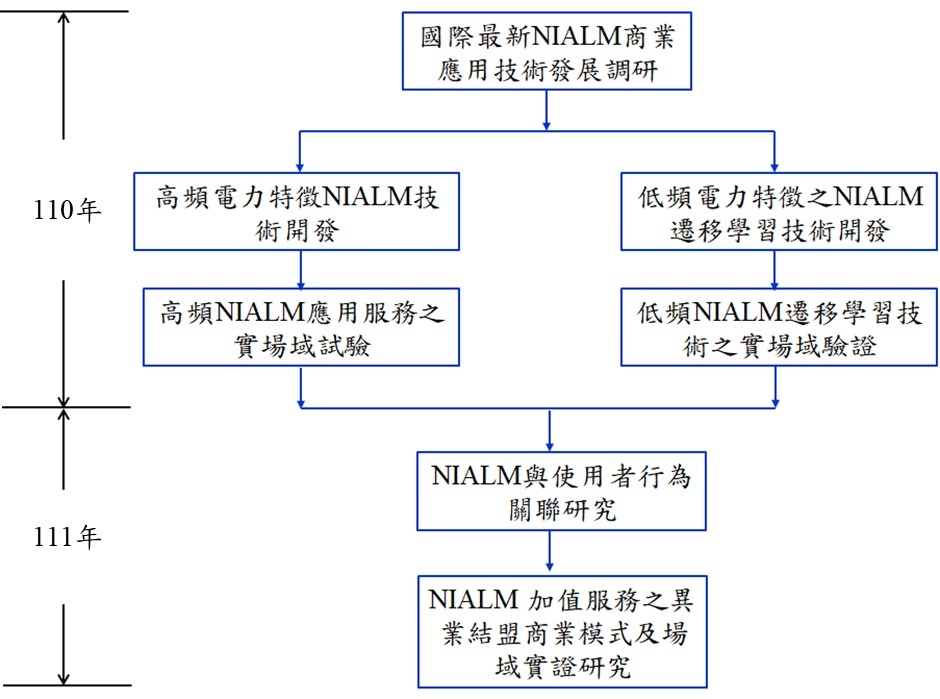 國際最新NIALM商業
應用技術發展調研
110年
高頻電力特徵NIALM技
術開發
低頻電力特徵之NIALM
遷移學習技術開發
高頻NIALM應用服務之
實場域試驗
低頻NIALM遷移學習技
術之實場域驗證
111年
NIALM與使用者行為
關聯研究
NIALM 加值服務之異
業結盟商業模式及場
域實證研究